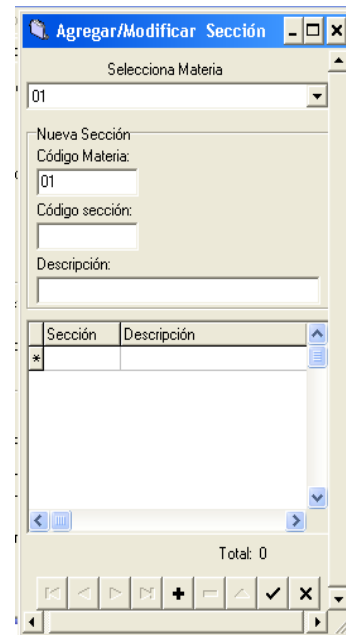 Agregar/Modificar Sección
Selecciona Materia
01
Nueva Sección
Código Materia:
01
Código sección:
Descripción:
Sección Descripción
*
Total: 0